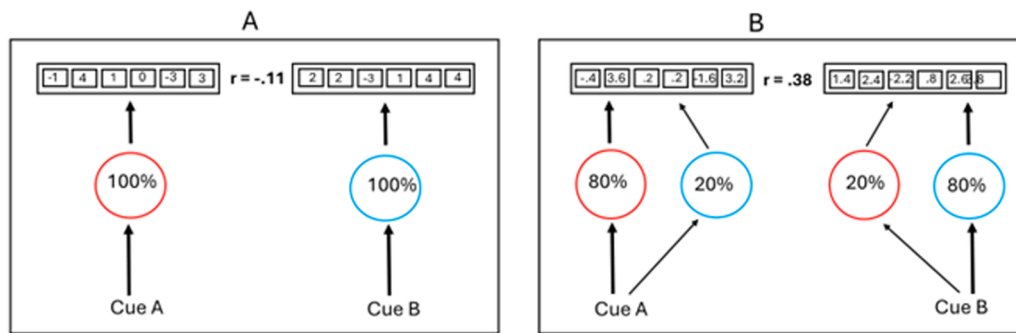 A
B
-1 4 1 0 -3 3 r = -.11 2 2 -3 1 4 4
-.4 3.6 .2 .2 -1.6 3.2 r = .38 1.4 2.4 -2.2 .8 2.6 3.8
100% 100%
80% 20% 20% 80%
Cue A Cue B
Cue A Cue B